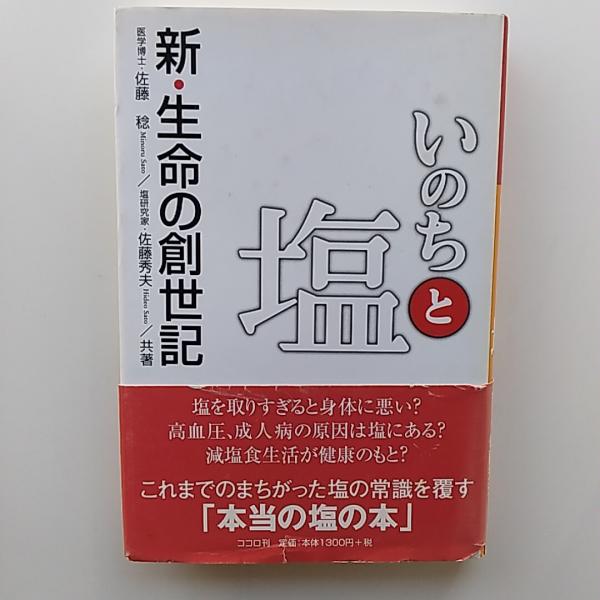 いのちと
塩
新・生命の創世記
医学博士・佐藤 稔 Minoru Sato／塩研究家・佐藤秀夫 Hideo Sato／共著
塩を取りすぎると身体に悪い?
高血圧、成人病の原因は塩にある?
減塩食生活が健康のもと?
これまでのまちがった塩の常識を覆す
「本当の塩の本」
ココロ刊 定価:本体1300円+税